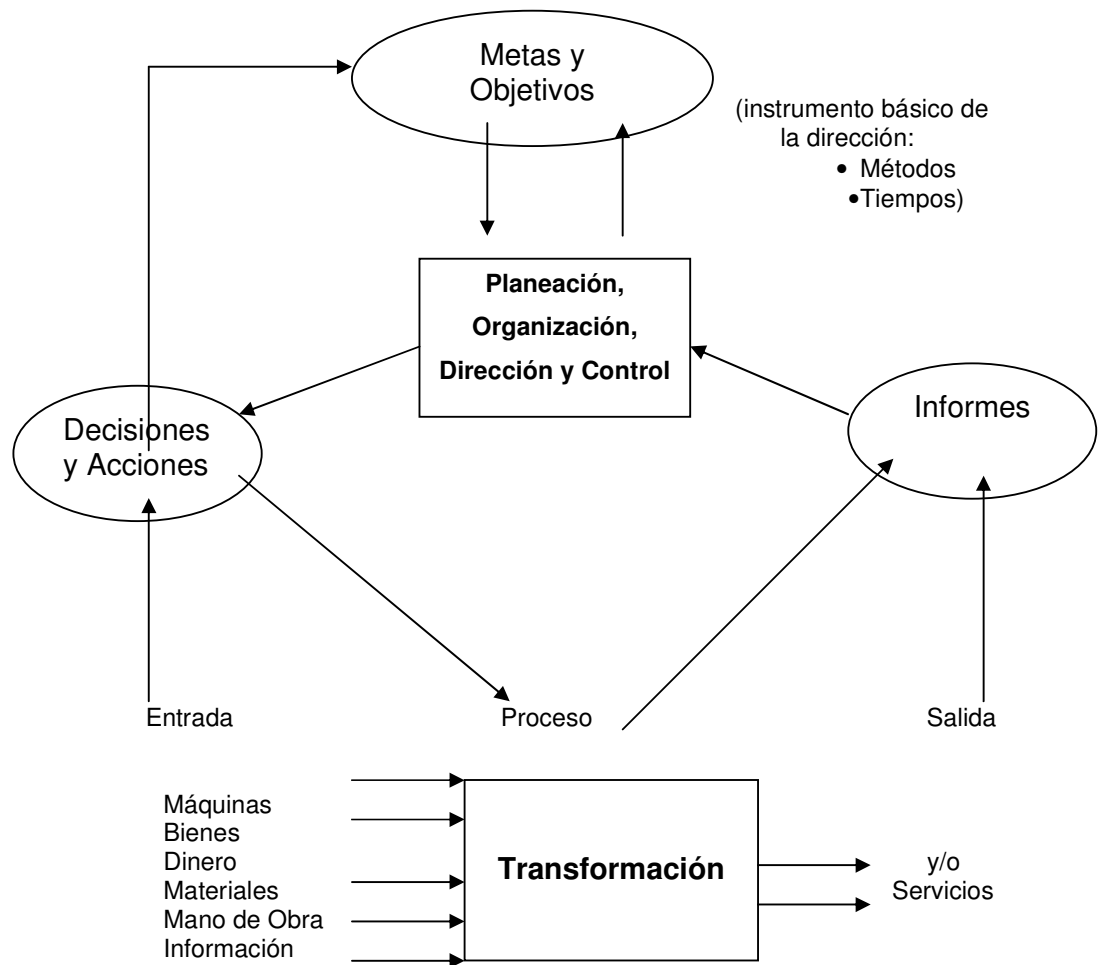 Metas y
Objetivos
(instrumento básico de
la dirección:
• Métodos
•Tiempos)
Planeación,
Organización,
Dirección y Control
Informes
Decisiones
y Acciones
Entrada
Proceso
Salida
Máquinas
Bienes
Dinero
Materiales
Mano de Obra
Información
Transformación
y/o
Servicios